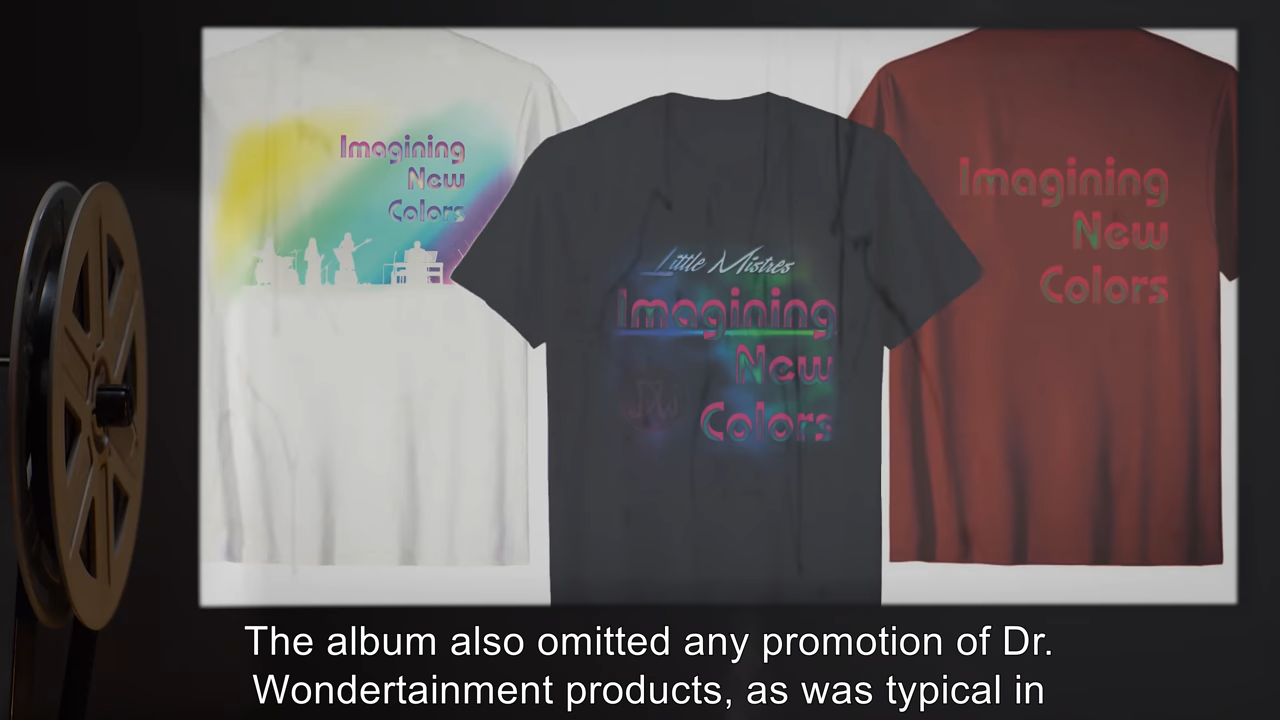 Imagining
New
Colors
Little Mistres
Imagining
New
Colors
Imagining
New
Colors
The album also omitted any promotion of Dr.
Wondertainment products, as was typical in